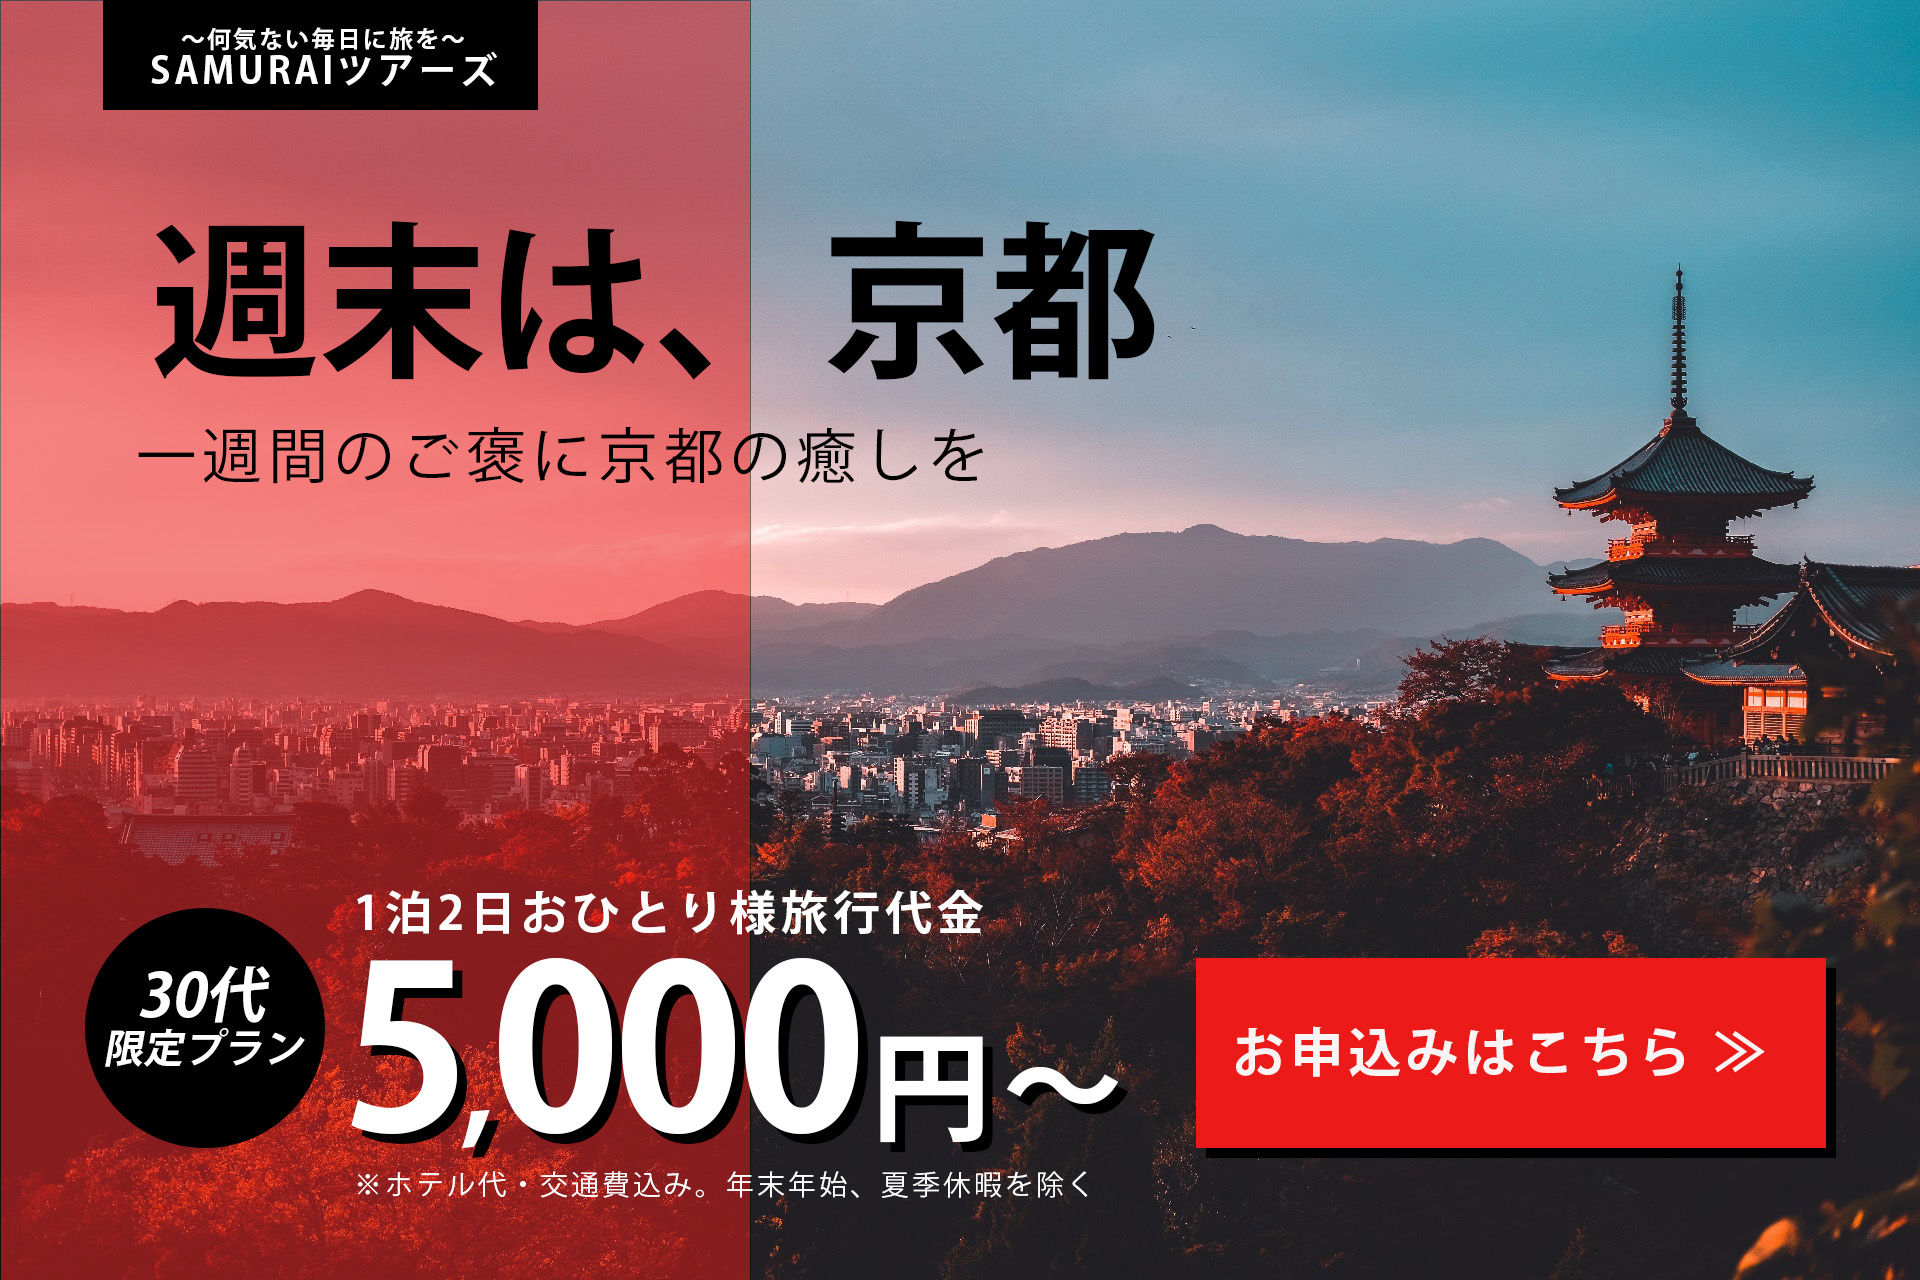 ～何気ない毎日に旅を～
SAMURAIツアーズ
週末は、京都
一週間のご褒に京都の癒しを
1泊2日おひとり様旅行代金
30代
限定プラン
5,000円～
お申込みはこちら ≫
※ホテル代・交通費込み。年末年始、夏季休暇を除く